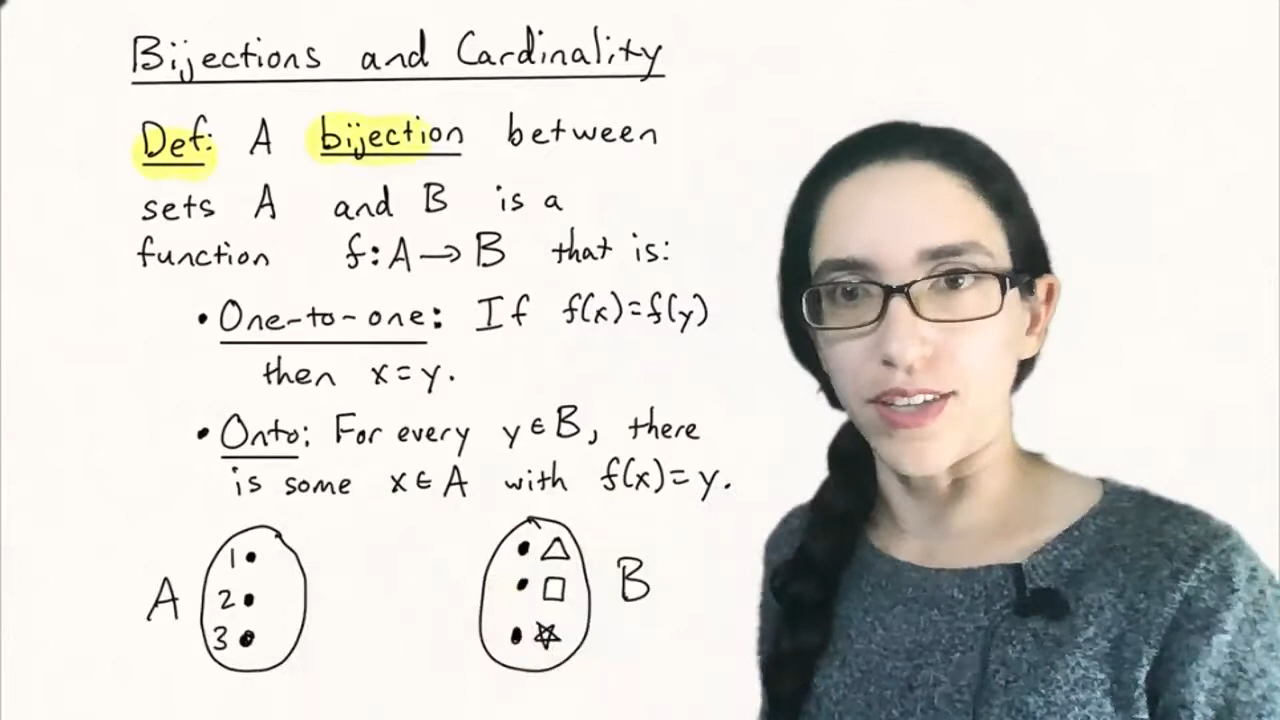 Bijections and Cardinality
Def: A bijection between
sets A and B is a
function f:A→B that is:
• One-to-one: If f(x)=f(y)
then x=y.
• Onto: For every y∈B, there
is some x∈A with f(x)=y.
A
1
2
3
B